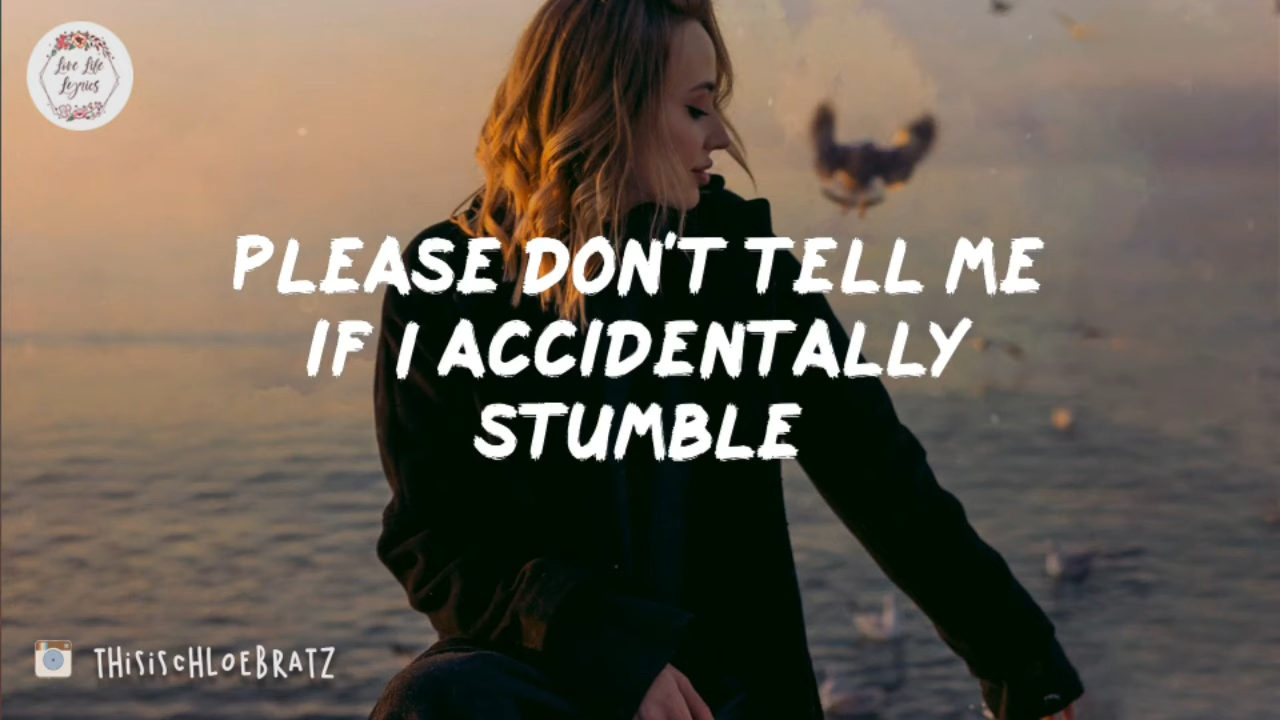 Live Life
Lyrics
PLEASE DON'T TELL ME
IF I ACCIDENTALLY
STUMBLE
THiSiSCHLOEBRATZ